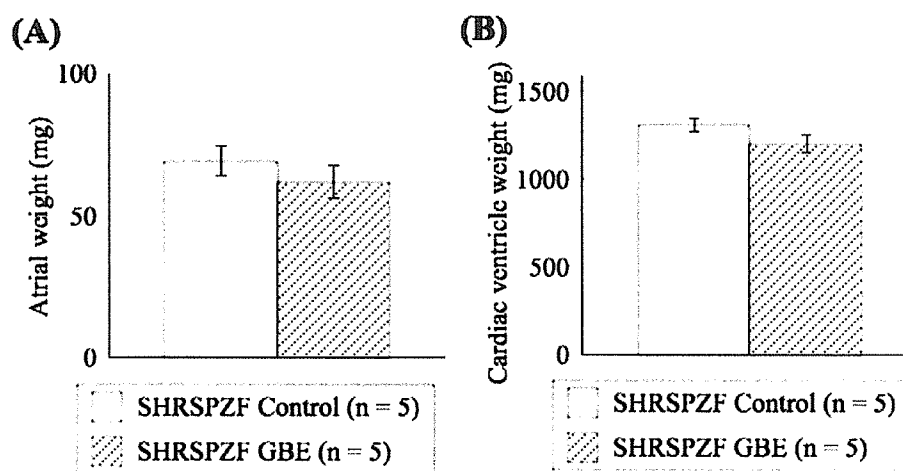 (A)
Atrial weight (mg)
100
50
0
SHRSPZF Control (n = 5)
SHRSPZF GBE (n = 5)
(B)
Cardiac ventricle weight (mg)
1500
1000
500
0
SHRSPZF Control (n = 5)
SHRSPZF GBE (n = 5)